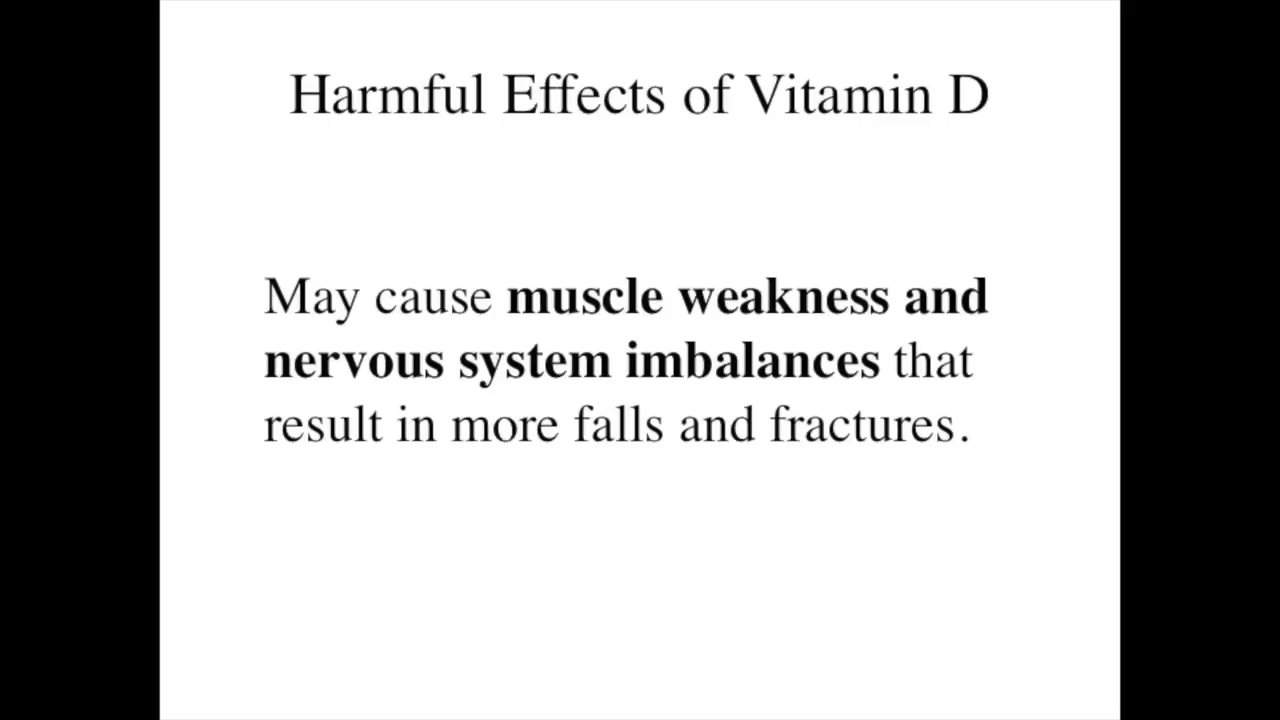 Harmful Effects of Vitamin D
May cause muscle weakness and
nervous system imbalances that
result in more falls and fractures.